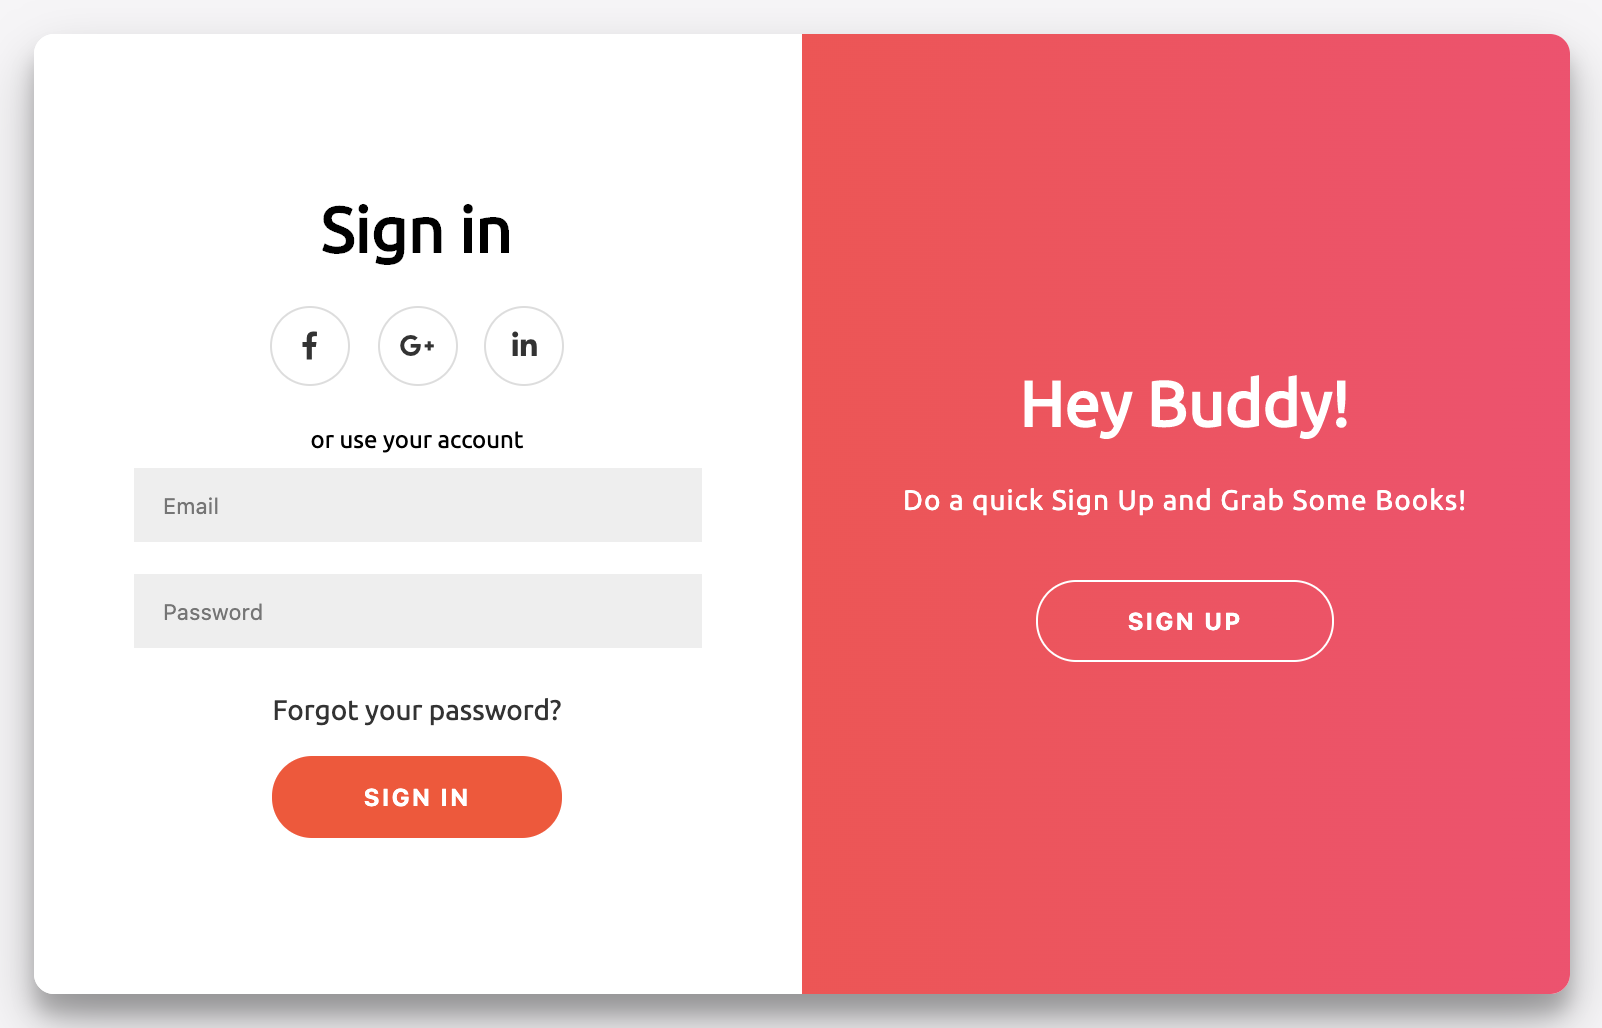 Sign in
f G+ in
or use your account
Email
Password
Forgot your password?
SIGN IN
Hey Buddy!
Do a quick Sign Up and Grab Some Books!
SIGN UP